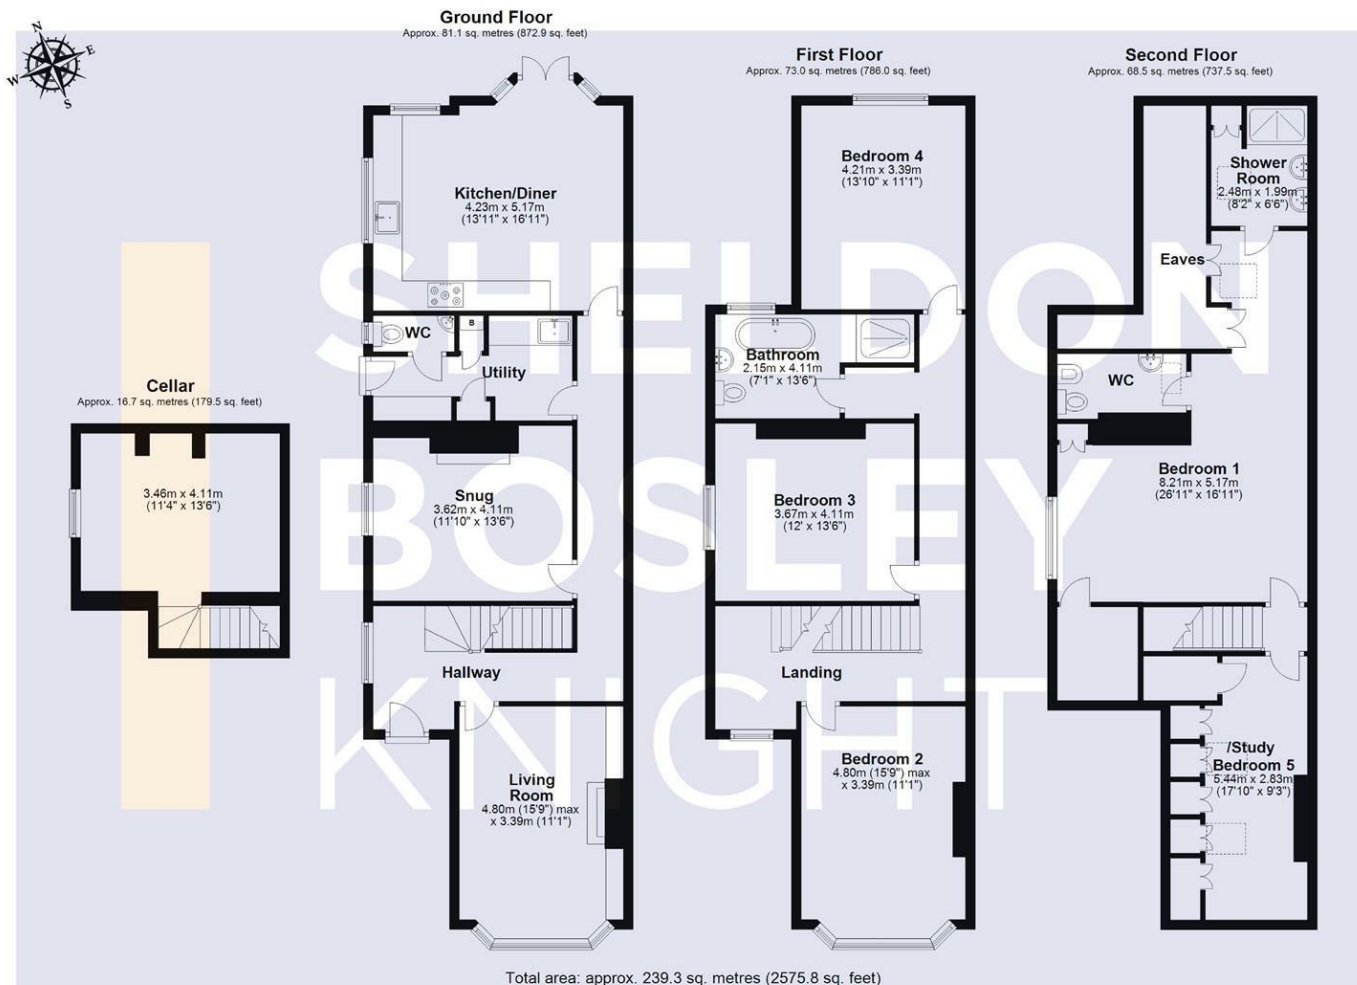 Ground Floor
Approx. 81.1 sq. metres (872.9 sq. feet)
First Floor
Approx. 73.0 sq. metres (786.0 sq. feet)
Second Floor
Approx. 68.5 sq. metres (737.5 sq. feet)
N
E
S
W
Cellar
Approx. 16.7 sq. metres (179.5 sq. feet)
3.46m x 4.11m
(11'4" x 13'6")
Kitchen/Diner
4.23m x 5.17m
(13'11" x 16'11")
WC
B
Utility
Snug
3.62m x 4.11m
(11'10" x 13'6")
Hallway
Living
Room
4.80m (15'9") max
x 3.39m (11'1")
Bedroom 4
4.21m x 3.39m
(13'10" x 11'1")
Bathroom
2.15m x 4.11m
(7'1" x 13'6")
Bedroom 3
3.67m x 4.11m
(12' x 13'6")
Landing
Bedroom 2
4.80m (15'9") max
x 3.39m (11'1")
Shower
Room
2.48m x 1.99m
(8'2" x 6'6")
Eaves
WC
Bedroom 1
8.21m x 5.17m
(26'11" x 16'11")
/Study
Bedroom 5
5.44m x 2.83m
(17'10" x 9'3")
SHELDON
BOSLEY
KNIGHT
Total area: approx. 239.3 sq. metres (2575.8 sq. feet)